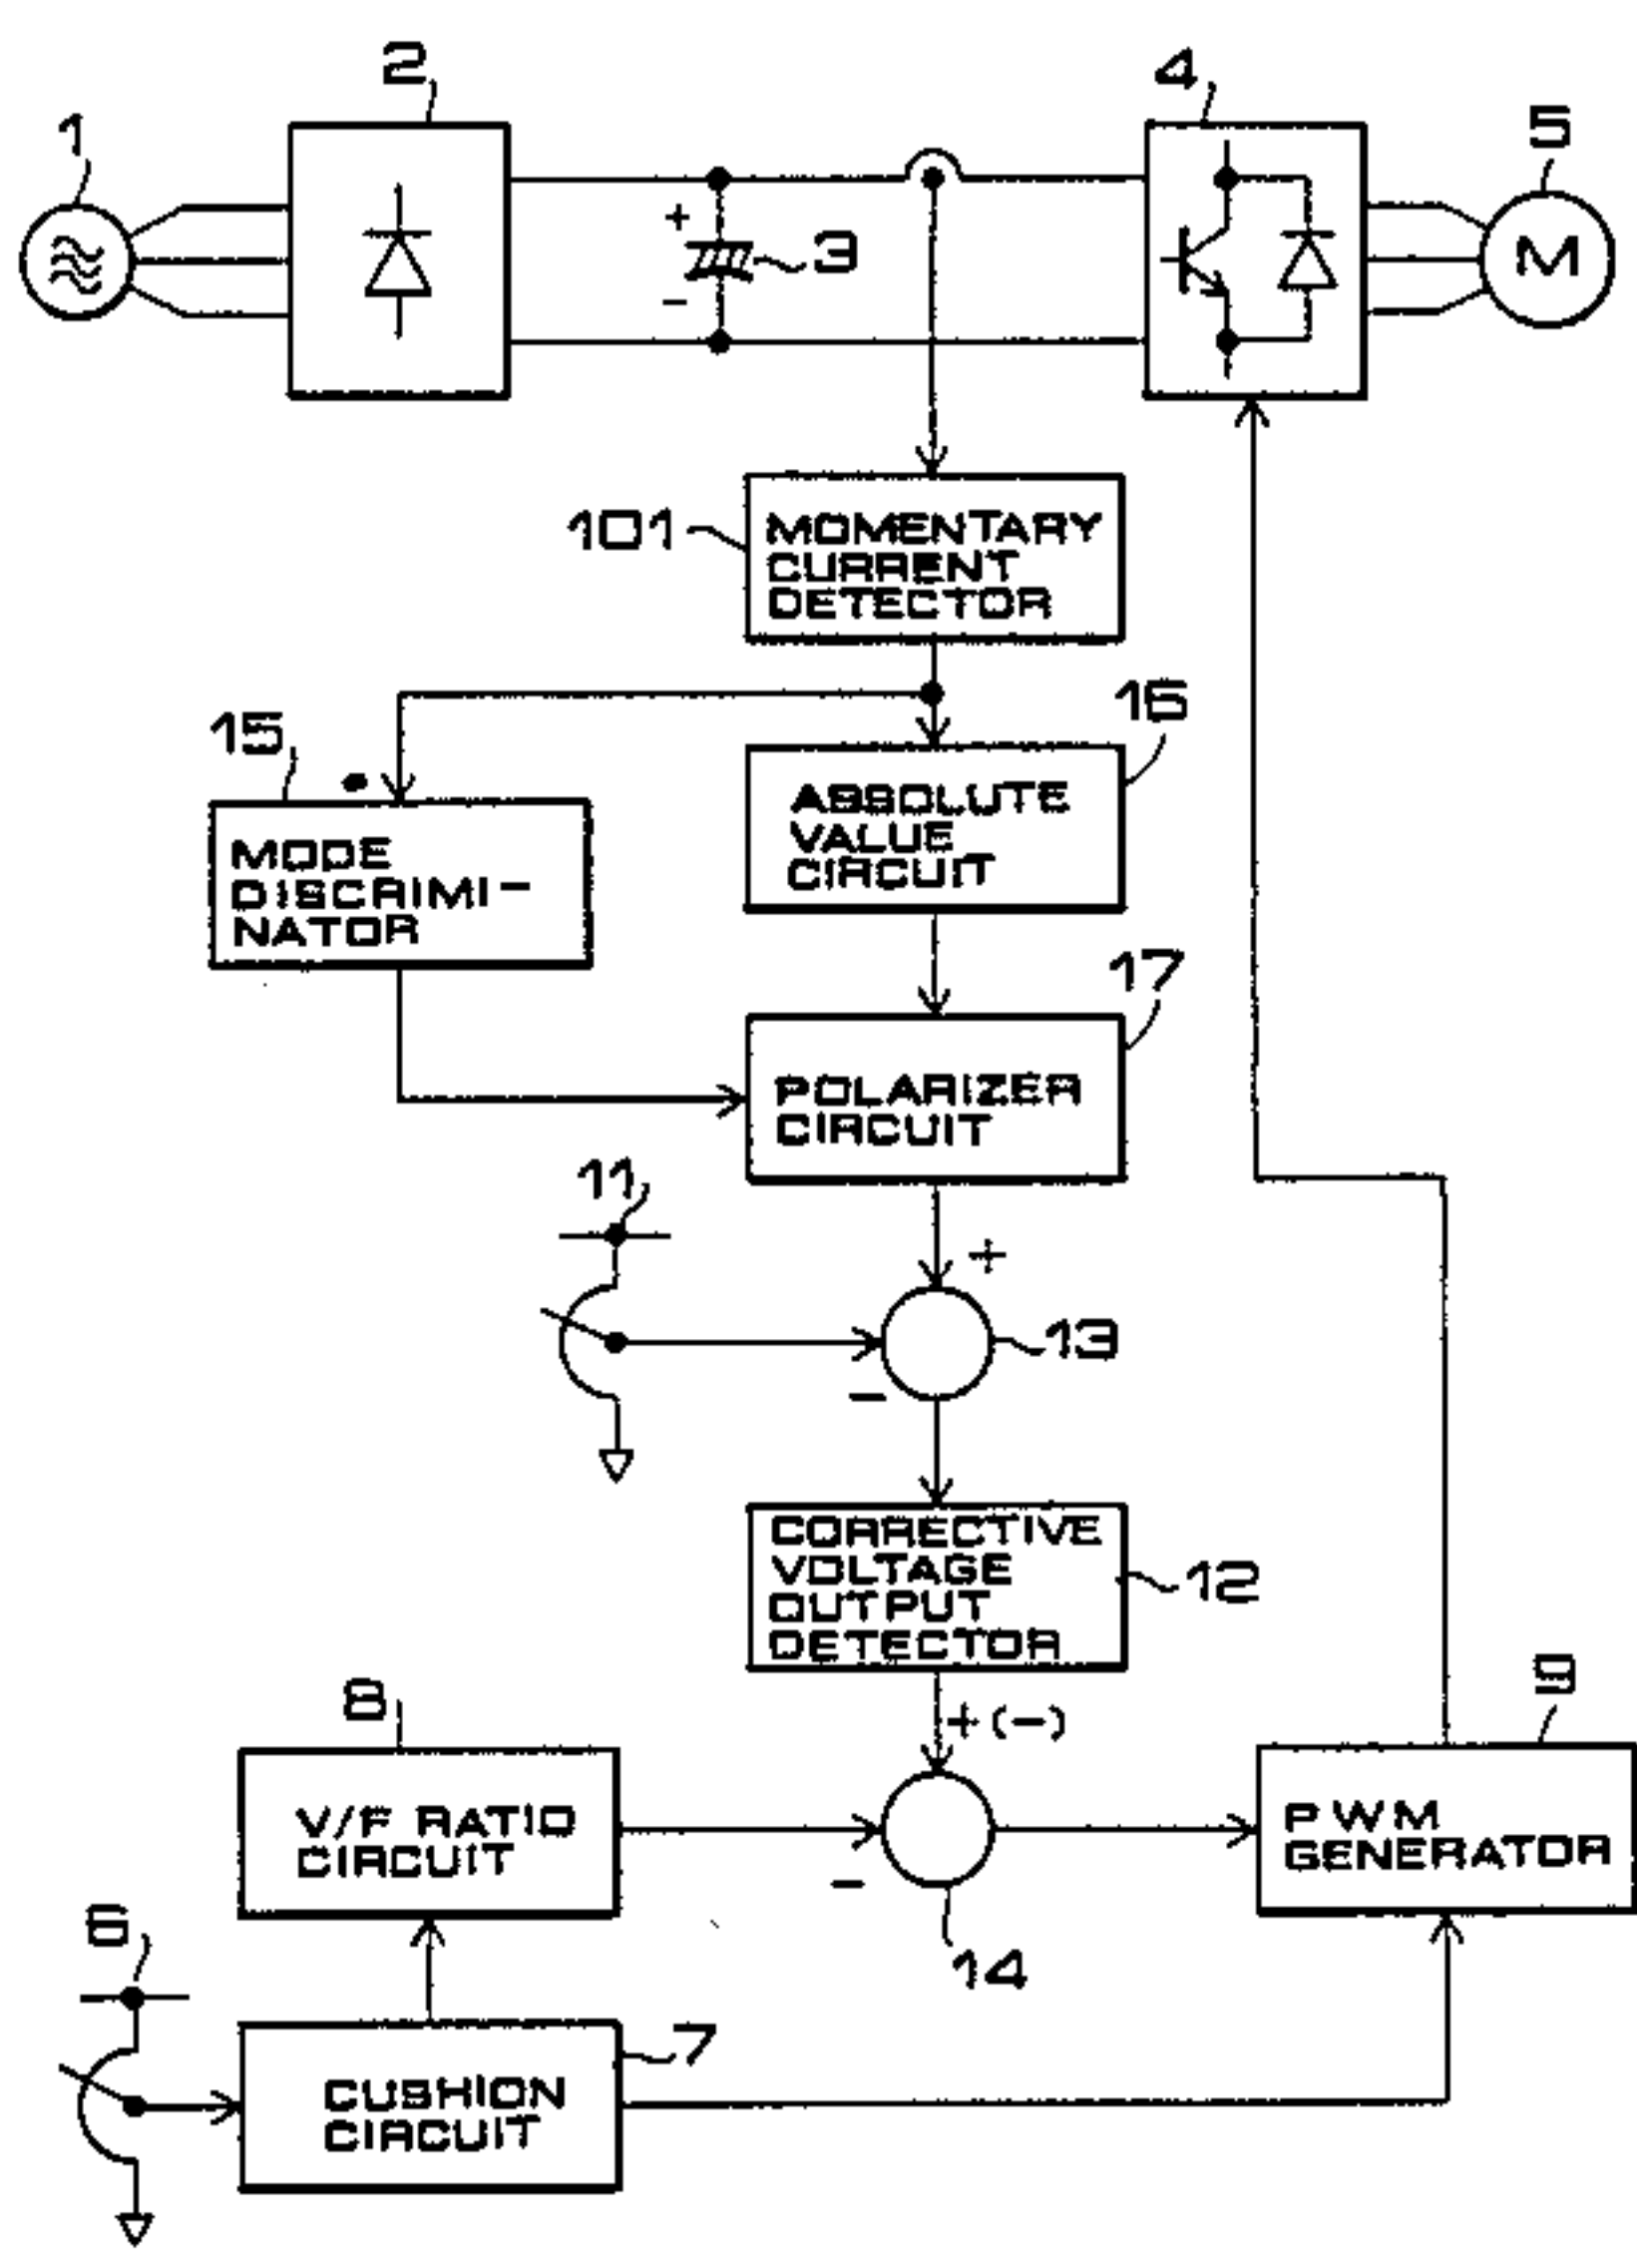 1
2
4
5
M
+
3
-
101
MOMENTARY
CURRENT
DETECTOR
15
16
MODE
DISCRIMI-
NATOR
ABSOLUTE
VALUE
CIRCUIT
17
POLARIZER
CIRCUIT
11
+
13
-
CORRECTIVE
VOLTAGE
OUTPUT
DETECTOR
12
+(-)
8
9
V/F RATIO
CIRCUIT
-
14
PWM
GENERATOR
6
7
CUSHION
CIRCUIT